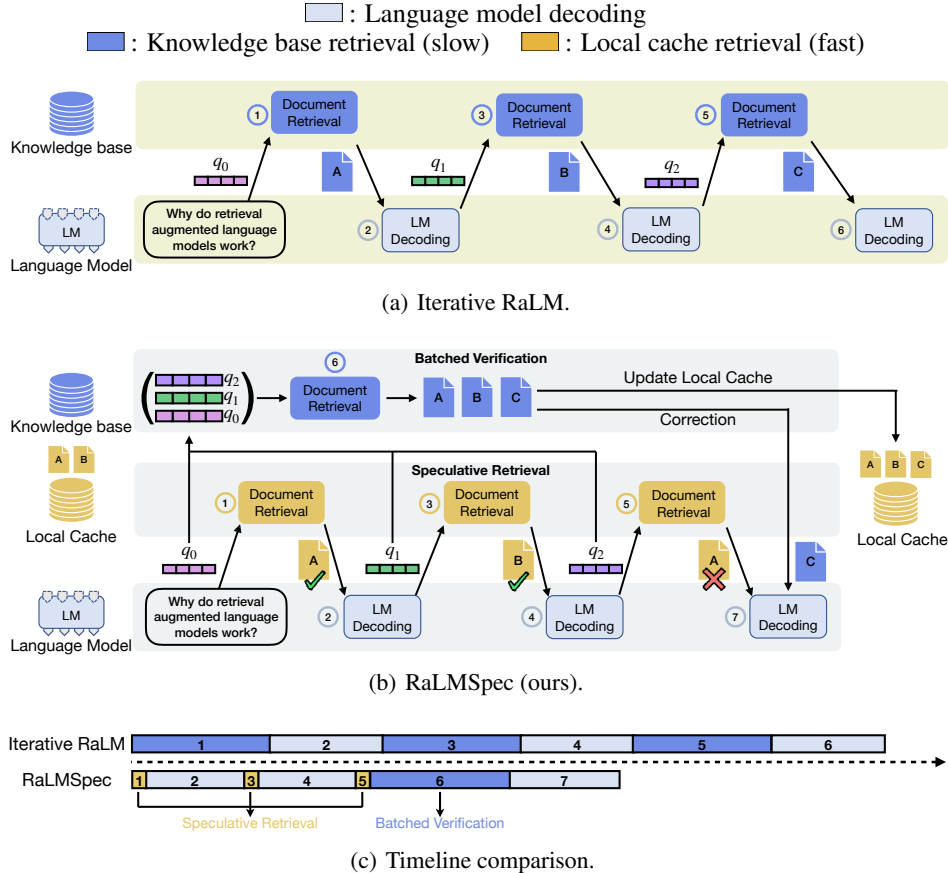 : Language model decoding
: Knowledge base retrieval (slow) : Local cache retrieval (fast)
Knowledge base
1
Document
Retrieval
3
Document
Retrieval
5
Document
Retrieval
q0
A
q1
B
q2
C
LM
Language Model
Why do retrieval
augmented language
models work?
2
LM
Decoding
4
LM
Decoding
6
LM
Decoding
(a) Iterative RaLM.
6
Batched Verification
Knowledge base
( q2
q1
q0 )
Document
Retrieval
A B C
Update Local Cache
Correction
A B
Local Cache
Speculative Retrieval
1
Document
Retrieval
3
Document
Retrieval
5
Document
Retrieval
A B C
Local Cache
q0
A
q1
B
q2
A
C
LM
Language Model
Why do retrieval
augmented language
models work?
2
LM
Decoding
4
LM
Decoding
7
LM
Decoding
(b) RaLMSpec (ours).
Iterative RaLM 1 2 3 4 5 6
RaLMSpec 1 2 3 4 5 6 7
Speculative Retrieval Batched Verification
(c) Timeline comparison.